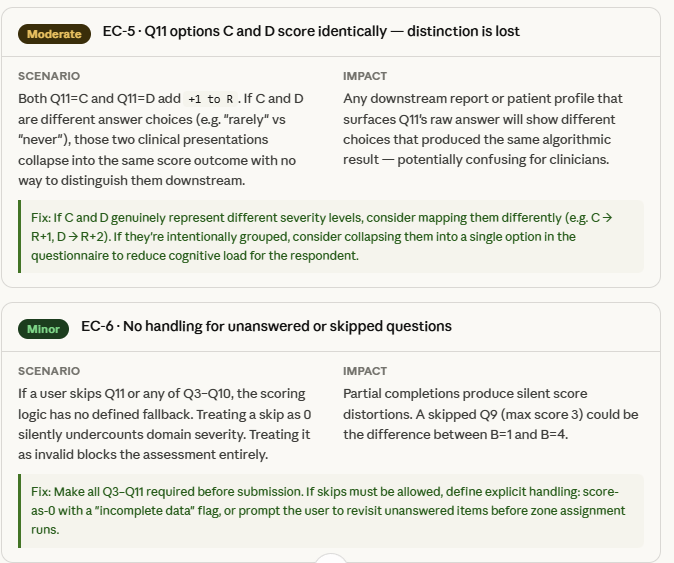 Moderate EC-5 · Q11 options C and D score identically — distinction is lost
SCENARIO
Both Q11=C and Q11=D add +1 to R . If C and D
are different answer choices (e.g. "rarely" vs
"never"), those two clinical presentations
collapse into the same score outcome with no
way to distinguish them downstream.
IMPACT
Any downstream report or patient profile that
surfaces Q11's raw answer will show different
choices that produced the same algorithmic
result — potentially confusing for clinicians.
Fix: If C and D genuinely represent different severity levels, consider mapping them differently (e.g. C →
R+1, D → R+2). If they're intentionally grouped, consider collapsing them into a single option in the
questionnaire to reduce cognitive load for the respondent.
Minor EC-6 · No handling for unanswered or skipped questions
SCENARIO
If a user skips Q11 or any of Q3–Q10, the scoring
logic has no defined fallback. Treating a skip as 0
silently undercounts domain severity. Treating it
as invalid blocks the assessment entirely.
IMPACT
Partial completions produce silent score
distortions. A skipped Q9 (max score 3) could be
the difference between B=1 and B=4.
Fix: Make all Q3–Q11 required before submission. If skips must be allowed, define explicit handling: score-
as-0 with a "incomplete data" flag, or prompt the user to revisit unanswered items before zone assignment
runs.